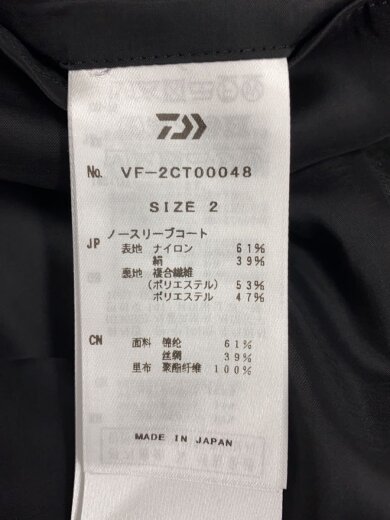 No. VF-2CT00048
SIZE 2
JP ノースリーブコート
表地 ナイロン 61%
絹 39%
裏地 複合繊維
(ポリエステル) 53%
ポリエステル 47%
CN 面料 锦纶 61%
丝绸 39%
里布 聚酯纤维 100%
MADE IN JAPAN